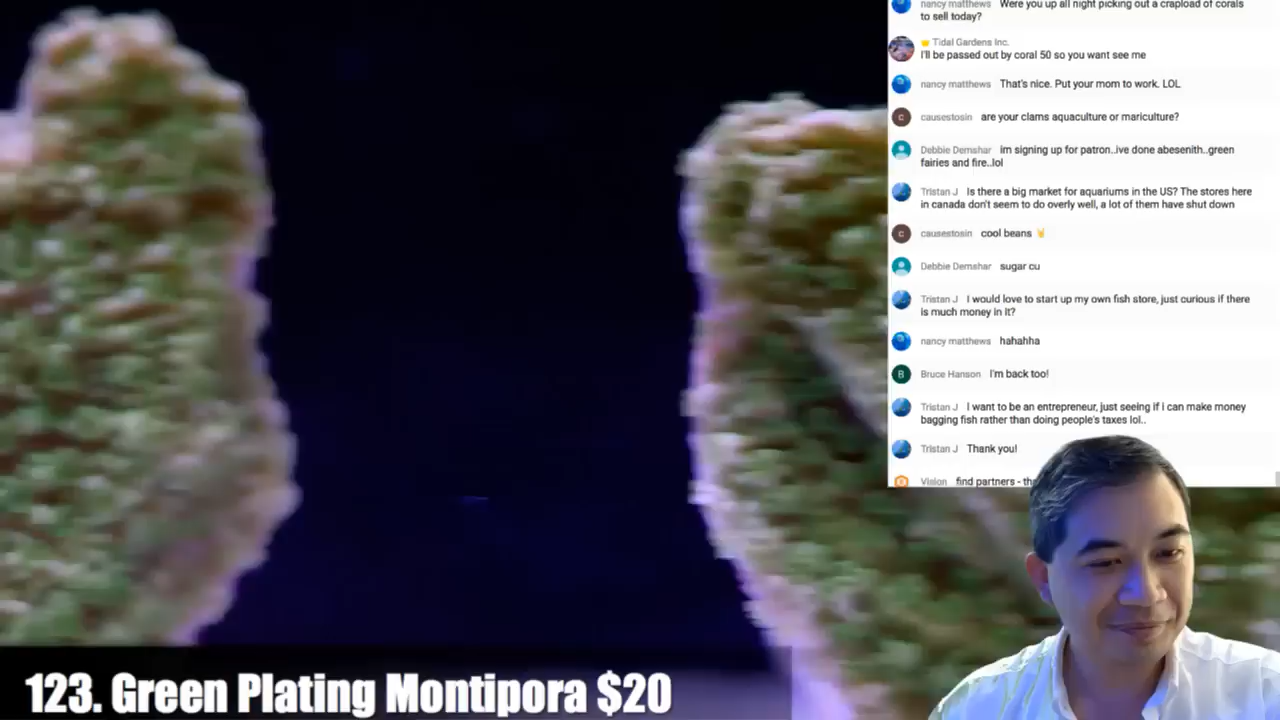 nancy matthews Were you up all night picking out a crapload of corals
to sell today?
Tidal Gardens Inc.
I'll be passed out by coral 50 so you want see me
nancy matthews That's nice. Put your mom to work. LOL
C causestosin are your clams aquaculture or mariculture?
Debbie Demshar im signing up for patron..ive done abesenith..green
fairies and fire..lol
Tristan J Is there a big market for aquariums in the US? The stores here
in canada don't seem to do overly well, a lot of them have shut down
C causestosin cool beans 🤘
Debbie Demshar sugar cu
Tristan J I would love to start up my own fish store, just curious if there
is much money in it?
nancy matthews hahahha
B Bruce Hanson I'm back too!
Tristan J I want to be an entrepreneur, just seeing if i can make money
bagging fish rather than doing people's taxes lol..
Tristan J Thank you!
Vision find partners -
123. Green Plating Montipora $20